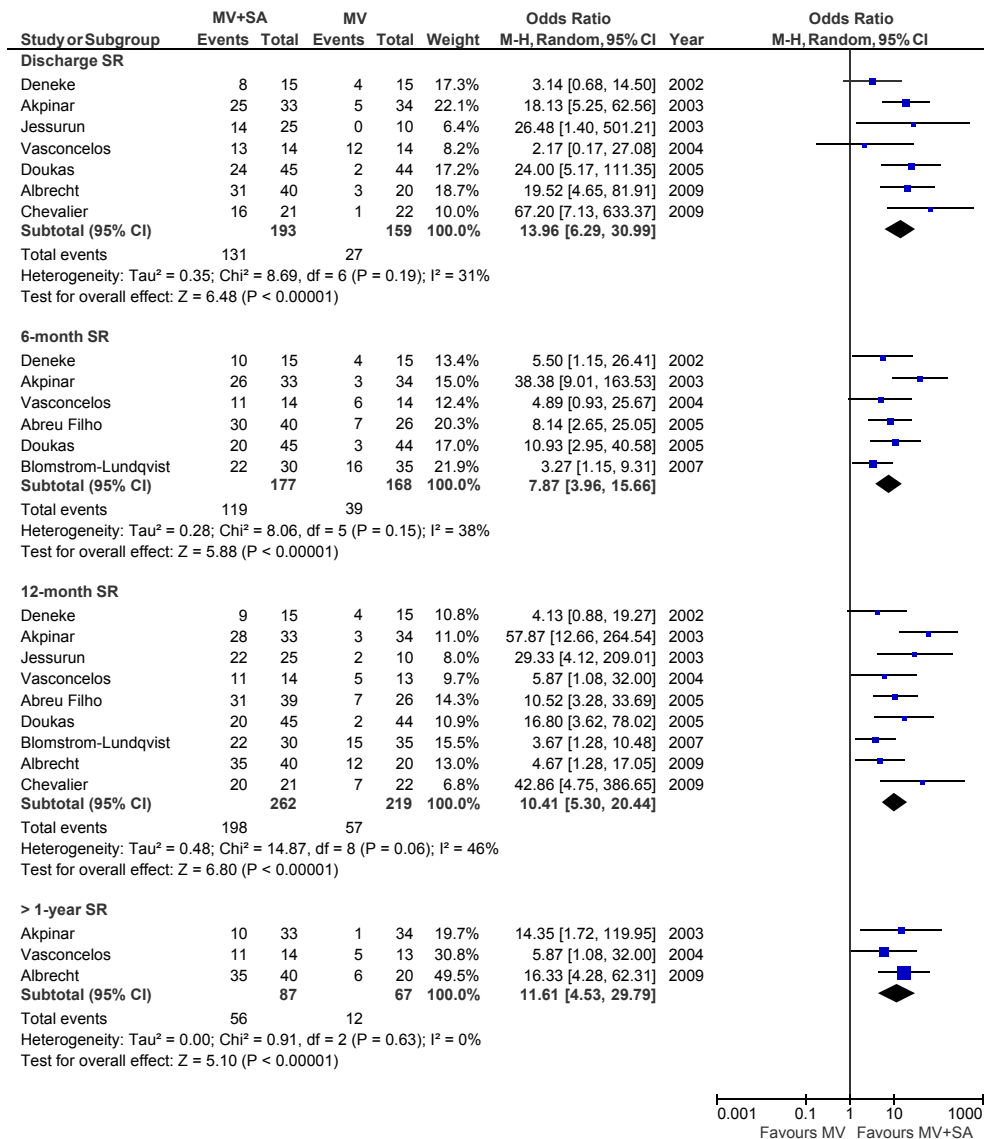 MV+SA MV Odds Ratio Odds Ratio
Study or Subgroup Events Total Events Total Weight M-H, Random, 95% CI Year M-H, Random, 95% CI
Discharge SR
Deneke 8 15 4 15 17.3% 3.14 [0.68, 14.50] 2002
Akpinar 25 33 5 34 22.1% 18.13 [5.25, 62.56] 2003
Jessurun 14 25 0 10 6.4% 26.48 [1.40, 501.21] 2003
Vasconcelos 13 14 12 14 8.2% 2.17 [0.17, 27.08] 2004
Doukas 24 45 2 44 17.2% 24.00 [5.17, 111.35] 2005
Albrecht 31 40 3 20 18.7% 19.52 [4.65, 81.91] 2009
Chevalier 16 21 1 22 10.0% 67.20 [7.13, 633.37] 2009
Subtotal (95% CI) 193 159 100.0% 13.96 [6.29, 30.99]
Total events 131 27
Heterogeneity: Tau² = 0.35; Chi² = 8.69, df = 6 (P = 0.19); I² = 31%
Test for overall effect: Z = 6.48 (P < 0.00001)
6-month SR
Deneke 10 15 4 15 13.4% 5.50 [1.15, 26.41] 2002
Akpinar 26 33 3 34 15.0% 38.38 [9.01, 163.53] 2003
Vasconcelos 11 14 6 14 12.4% 4.89 [0.93, 25.67] 2004
Abreu Filho 30 40 7 26 20.3% 8.14 [2.65, 25.05] 2005
Doukas 20 45 3 44 17.0% 10.93 [2.95, 40.58] 2005
Blomstrom-Lundqvist 22 30 16 35 21.9% 3.27 [1.15, 9.31] 2007
Subtotal (95% CI) 177 168 100.0% 7.87 [3.96, 15.66]
Total events 119 39
Heterogeneity: Tau² = 0.28; Chi² = 8.06, df = 5 (P = 0.15); I² = 38%
Test for overall effect: Z = 5.88 (P < 0.00001)
12-month SR
Deneke 9 15 4 15 10.8% 4.13 [0.88, 19.27] 2002
Akpinar 28 33 3 34 11.0% 57.87 [12.66, 264.54] 2003
Jessurun 22 25 2 10 8.0% 29.33 [4.12, 209.01] 2003
Vasconcelos 11 14 5 13 9.7% 5.87 [1.08, 32.00] 2004
Abreu Filho 31 39 7 26 14.3% 10.52 [3.28, 33.69] 2005
Doukas 20 45 2 44 10.9% 16.80 [3.62, 78.02] 2005
Blomstrom-Lundqvist 22 30 15 35 15.5% 3.67 [1.28, 10.48] 2007
Albrecht 35 40 12 20 13.0% 4.67 [1.28, 17.05] 2009
Chevalier 20 21 7 22 6.8% 42.86 [4.75, 386.65] 2009
Subtotal (95% CI) 262 219 100.0% 10.41 [5.30, 20.44]
Total events 198 57
Heterogeneity: Tau² = 0.48; Chi² = 14.87, df = 8 (P = 0.06); I² = 46%
Test for overall effect: Z = 6.80 (P < 0.00001)
> 1-year SR
Akpinar 10 33 1 34 19.7% 14.35 [1.72, 119.95] 2003
Vasconcelos 11 14 5 13 30.8% 5.87 [1.08, 32.00] 2004
Albrecht 35 40 6 20 49.5% 16.33 [4.28, 62.31] 2009
Subtotal (95% CI) 87 67 100.0% 11.61 [4.53, 29.79]
Total events 56 12
Heterogeneity: Tau² = 0.00; Chi² = 0.91, df = 2 (P = 0.63); I² = 0%
Test for overall effect: Z = 5.10 (P < 0.00001)
0.001 0.1 1 10 1000
Favours MV Favours MV+SA